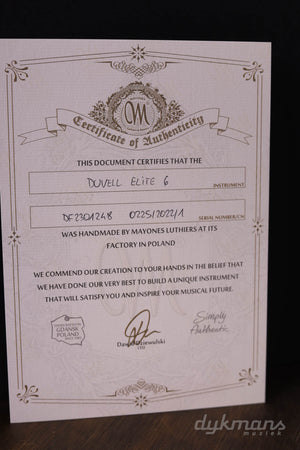 M
Certificate of Authenticity
THIS DOCUMENT CERTIFIES THAT THE
DUVELL ELITE 6
INSTRUMENT
DF2301248 0225/2022/1
SERIAL NUMBER/CN
WAS HANDMADE BY MAYONES LUTHIERS AT ITS
FACTORY IN POLAND
WE COMMEND OUR CREATION TO YOUR HANDS IN THE BELIEF THAT
WE HAVE DONE OUR VERY BEST TO BUILD A UNIQUE INSTRUMENT
THAT WILL SATISFY YOU AND INSPIRE YOUR MUSICAL FUTURE.
GDANSK
POLAND
Simply
Authentic
dykmans
muziek